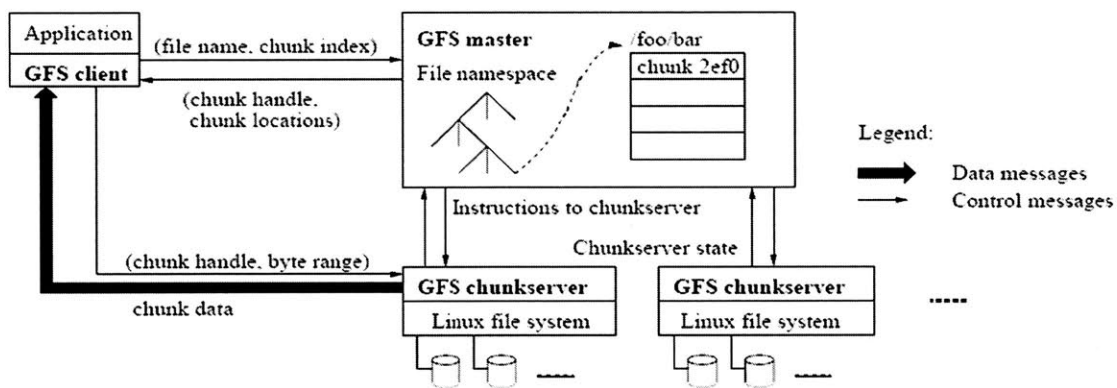 Application
GFS client
(file name, chunk index)
(chunk handle,
chunk locations)
GFS master
File namespace
/foo/bar
chunk 2ef0
Legend:
Data messages
Control messages
Instructions to chunkserver
Chunkserver state
(chunk handle, byte range)
chunk data
GFS chunkserver
Linux file system
GFS chunkserver
Linux file system